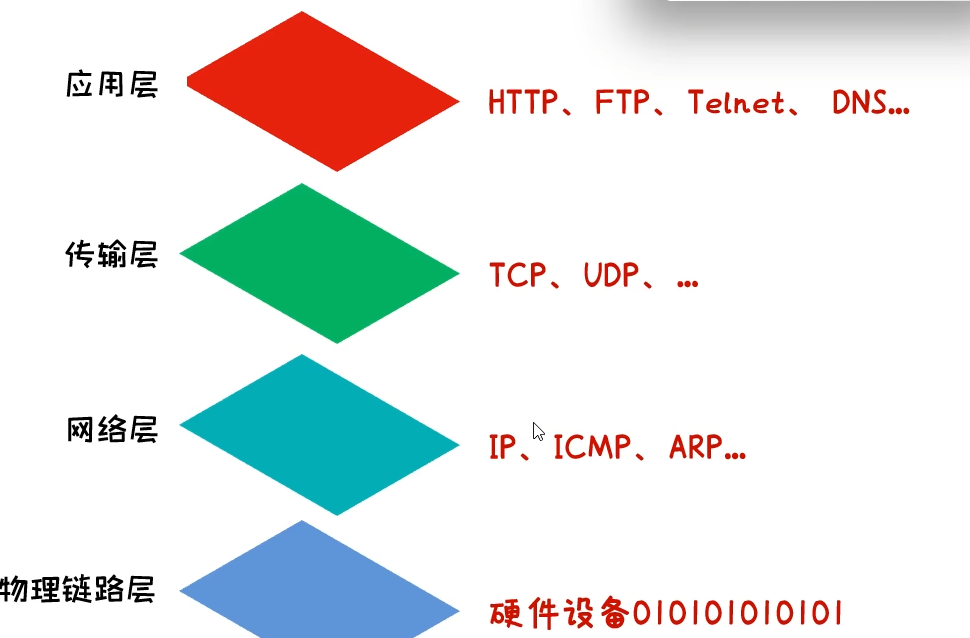 应用层
HTTP、FTP、Telnet、 DNS...
传输层
TCP、UDP、...
网络层
IP、ICMP、ARP...
物理链路层
硬件设备010101010101